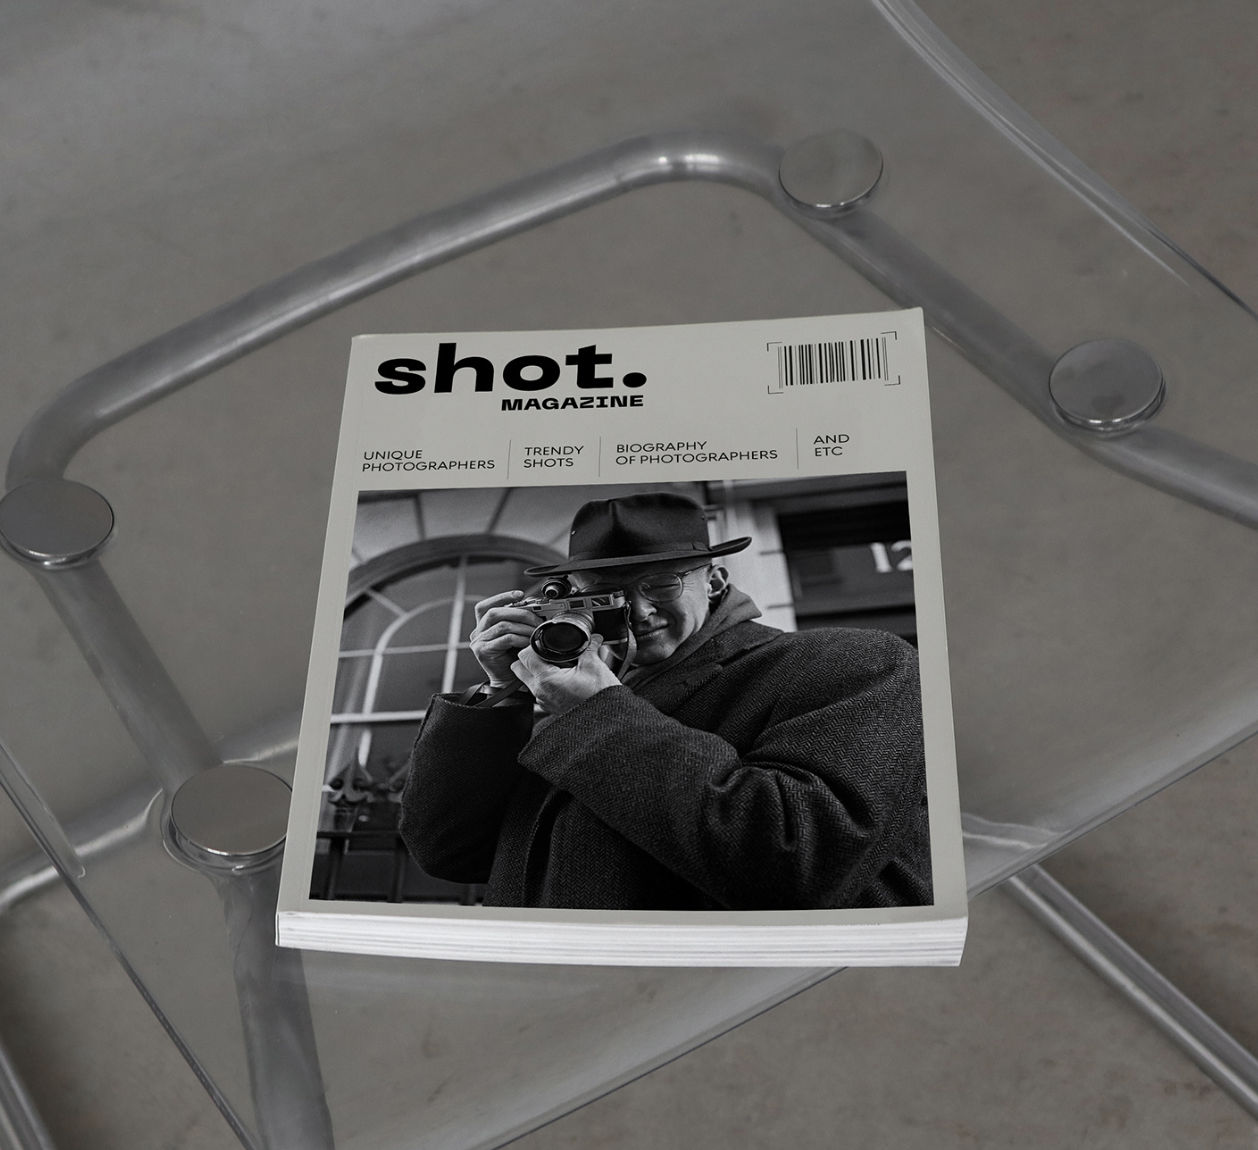 shot.
MAGAZINE
UNIQUE
PHOTOGRAPHERS
TRENDY
SHOTS
BIOGRAPHY
OF PHOTOGRAPHERS
AND
ETC
12